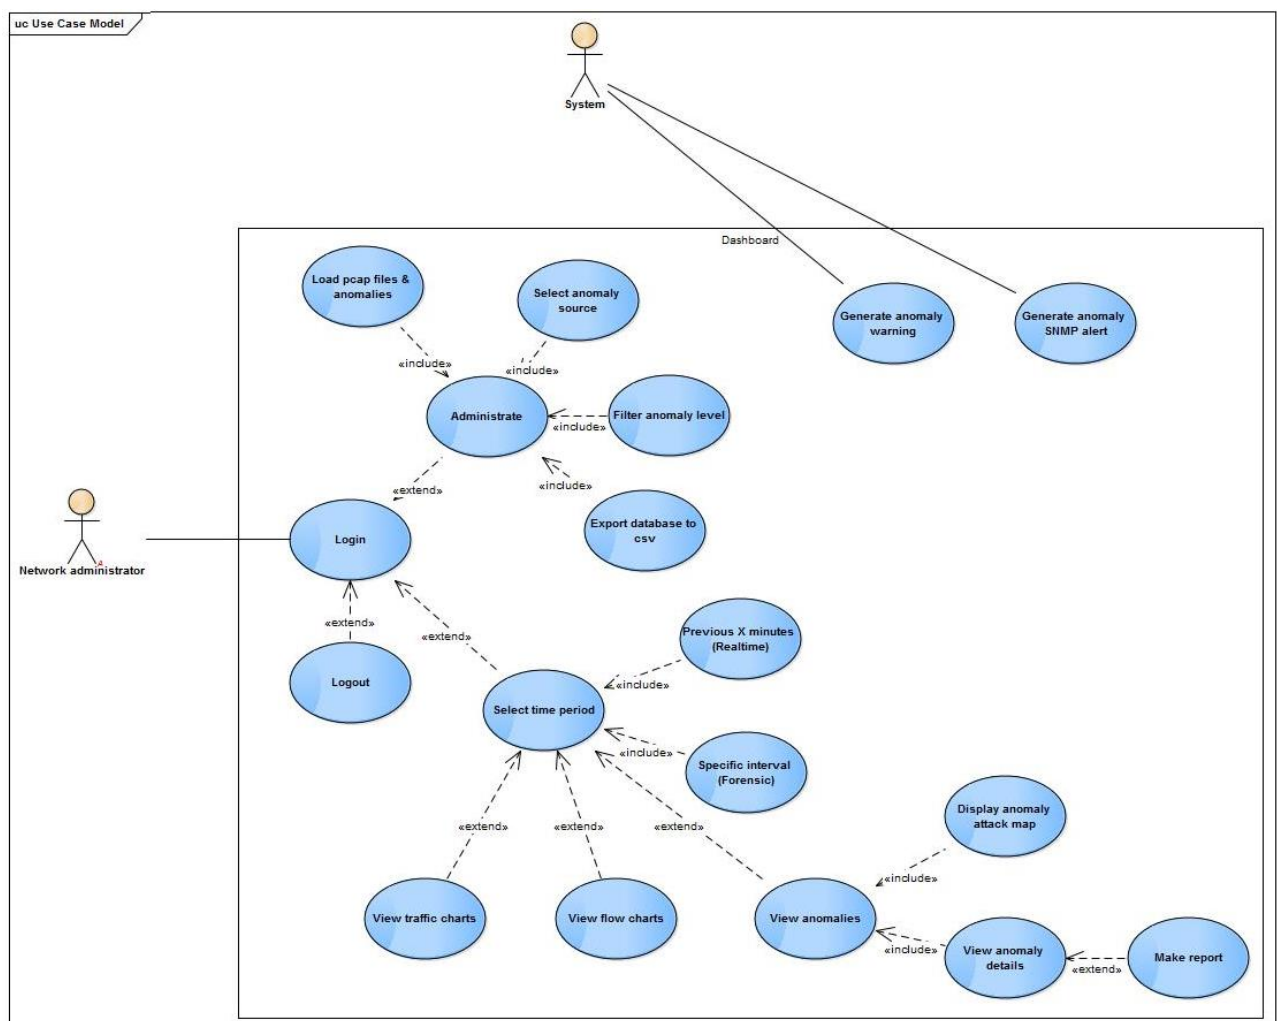 uc Use Case Model
System
Dashboard
Load pcap files &
anomalies
Select anomaly
source
Generate anomaly
warning
Generate anomaly
SNMP alert
«include»
«include»
Administrate
Filter anomaly level
«include»
«extend»
«include»
Export database to
csv
Login
Network administrator
«extend»
«extend»
Previous X minutes
(Realtime)
Logout
«include»
Select time period
«include»
Specific interval
(Forensic)
«extend»
«extend»
«extend»
Display anomaly
attack map
«include»
View traffic charts
View flow charts
View anomalies
«include»
View anomaly
details
Make report
«extend»